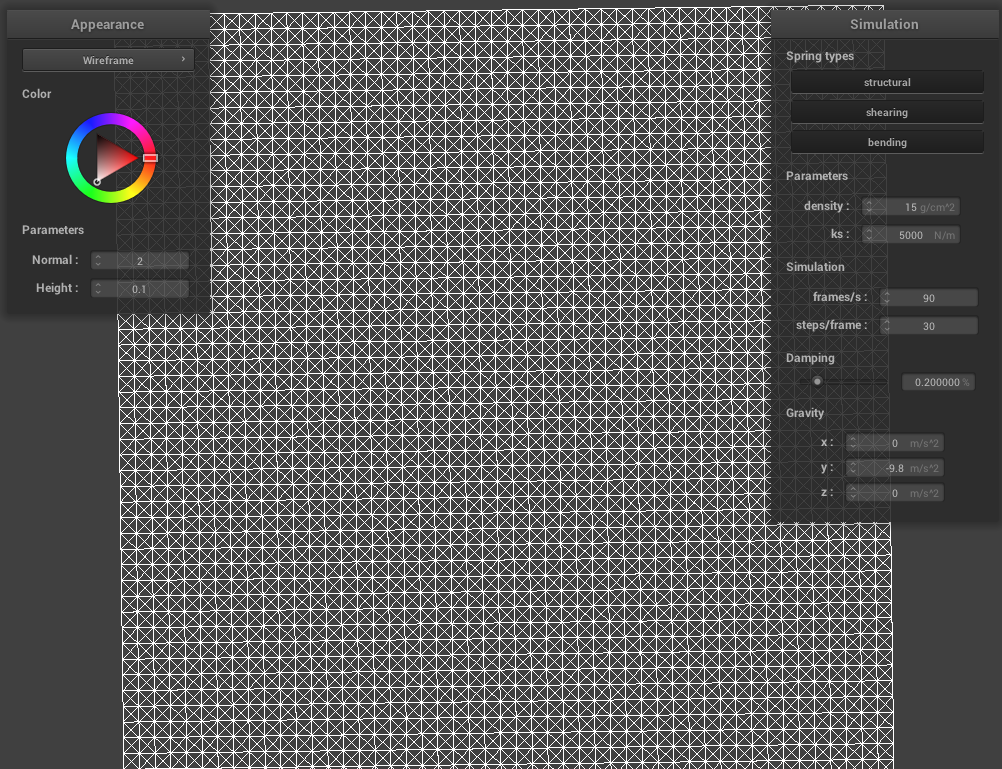 Appearance
Wireframe ›
Color
Parameters
Normal : 2
Height : 0.1
Simulation
Spring types
structural
shearing
bending
Parameters
density : 15 g/cm^2
ks : 5000 N/m
Simulation
frames/s : 90
steps/frame : 30
Damping
0.200000 %
Gravity
x : 0 m/s^2
y : -9.8 m/s^2
z : 0 m/s^2